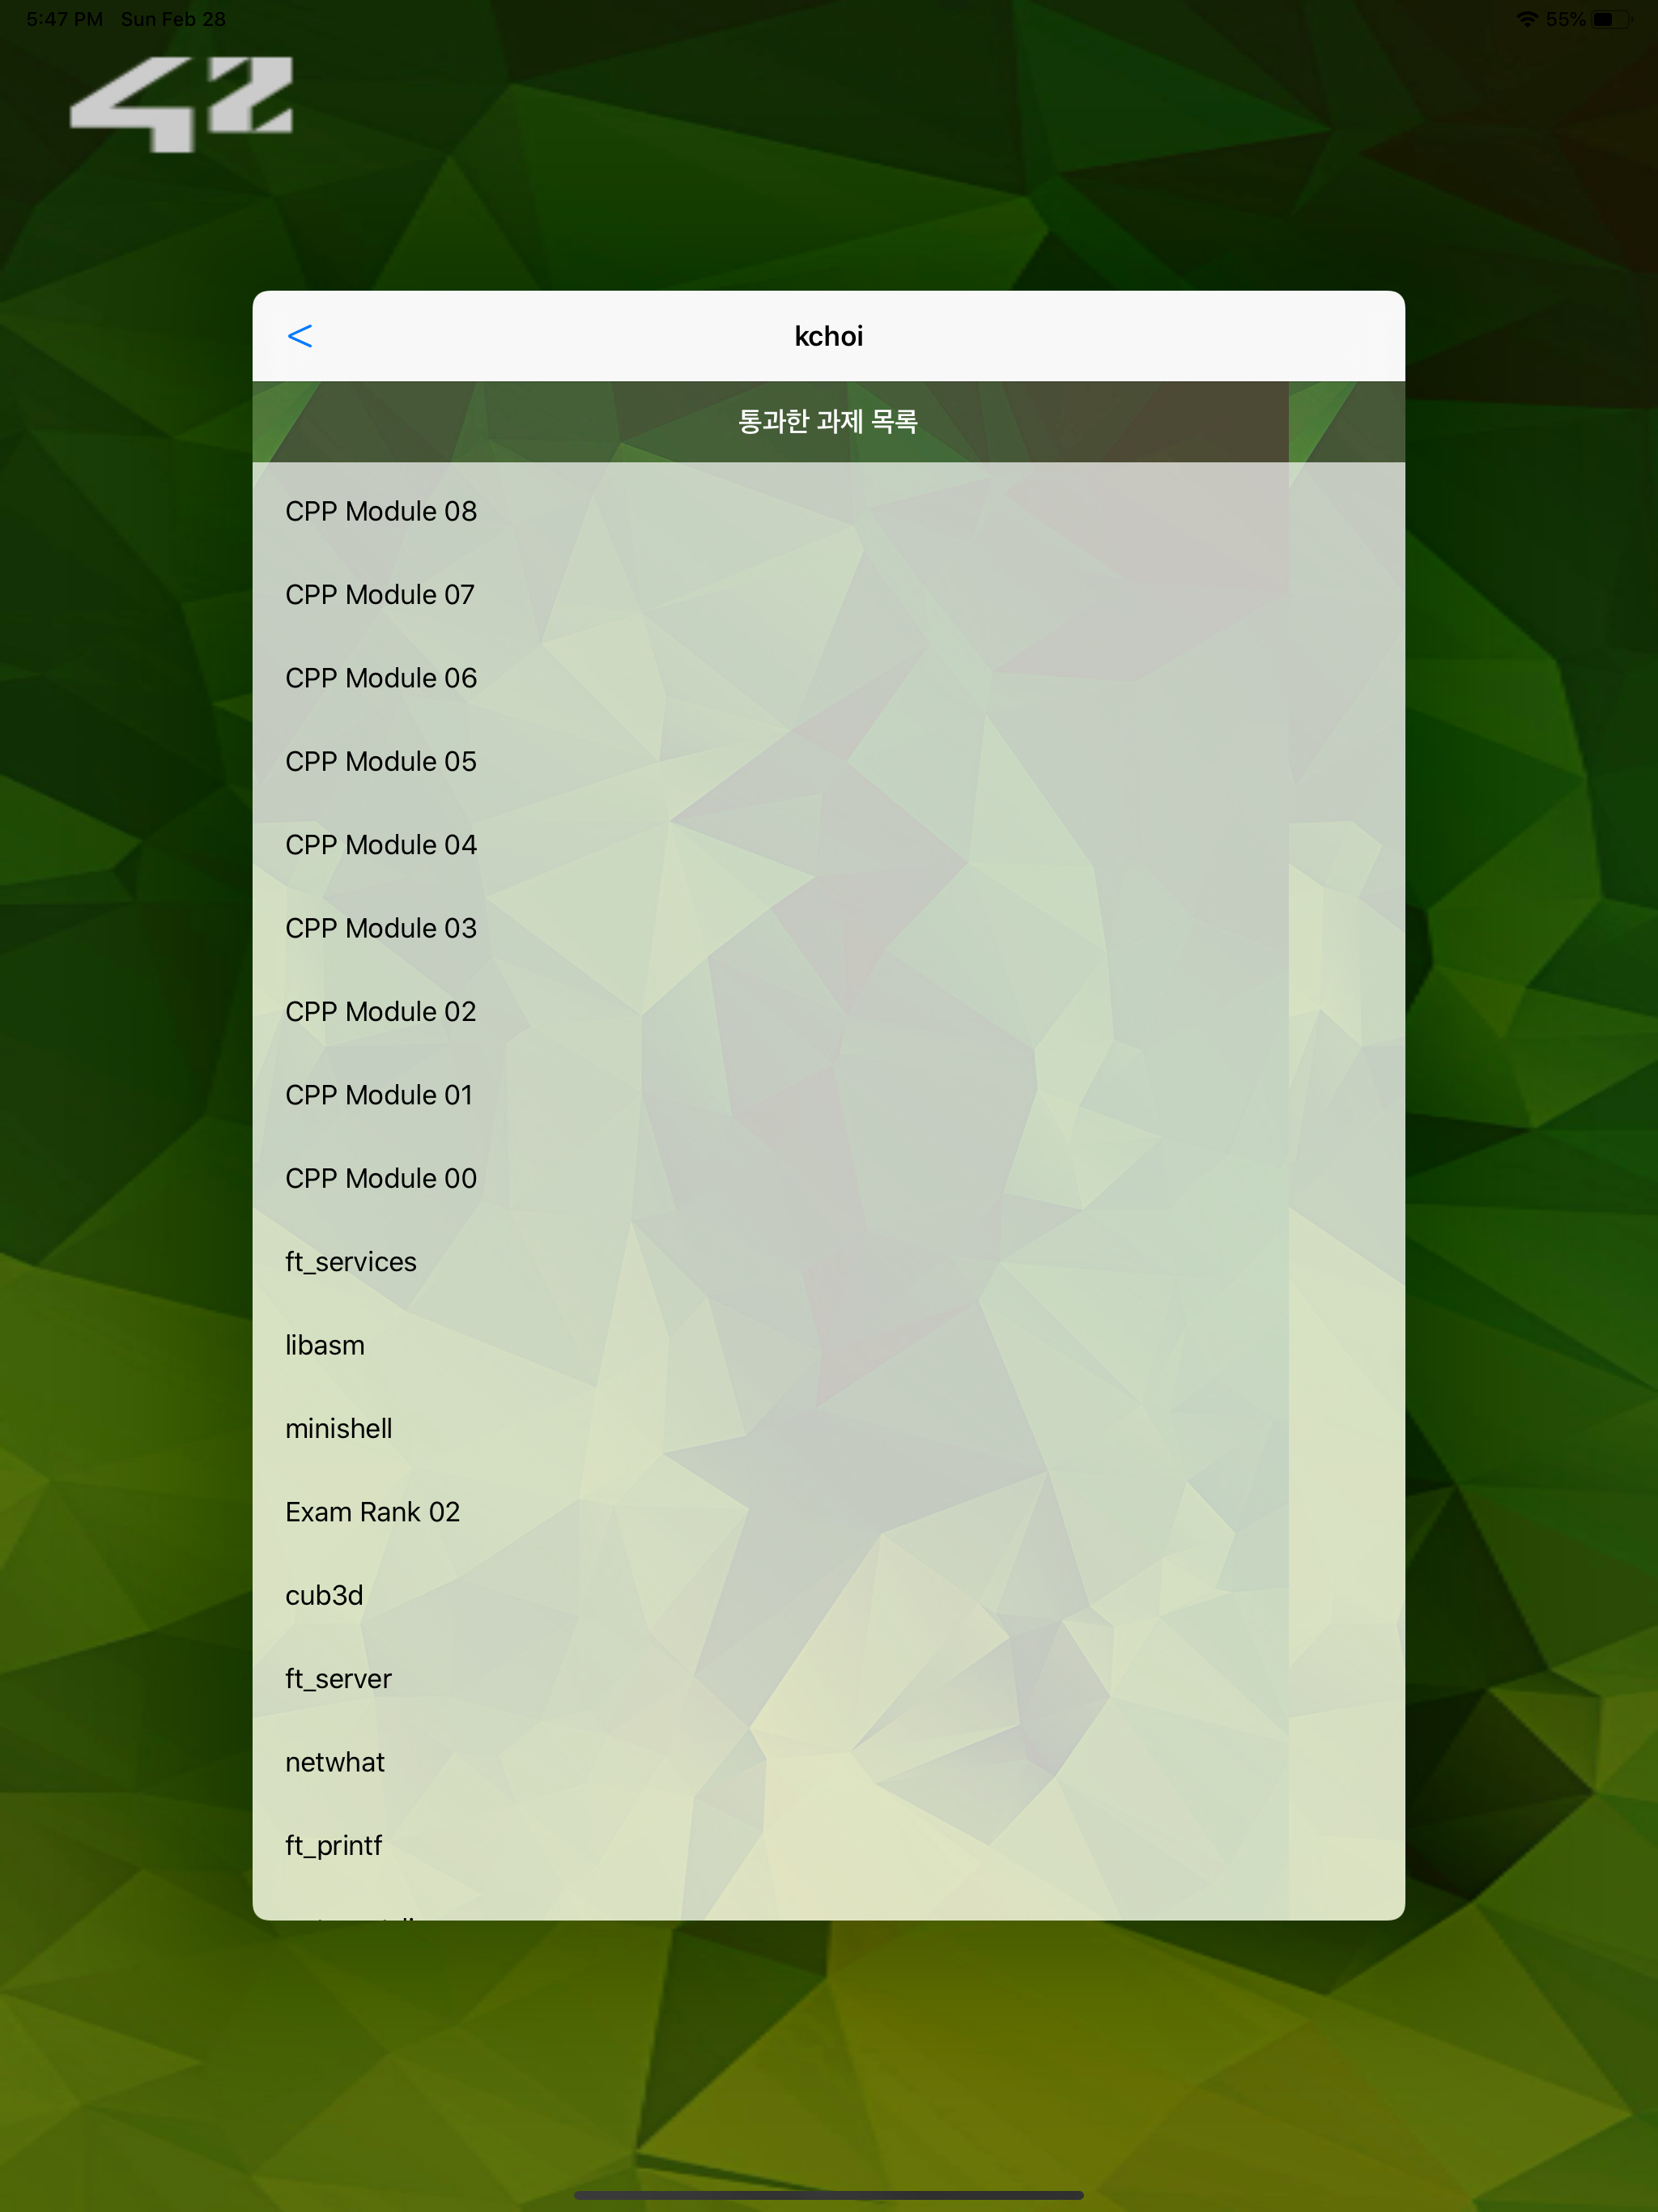 5:47 PM Sun Feb 28 55%
42
< kchoi
통과한 과제 목록
CPP Module 08
CPP Module 07
CPP Module 06
CPP Module 05
CPP Module 04
CPP Module 03
CPP Module 02
CPP Module 01
CPP Module 00
ft_services
libasm
minishell
Exam Rank 02
cub3d
ft_server
netwhat
ft_printf